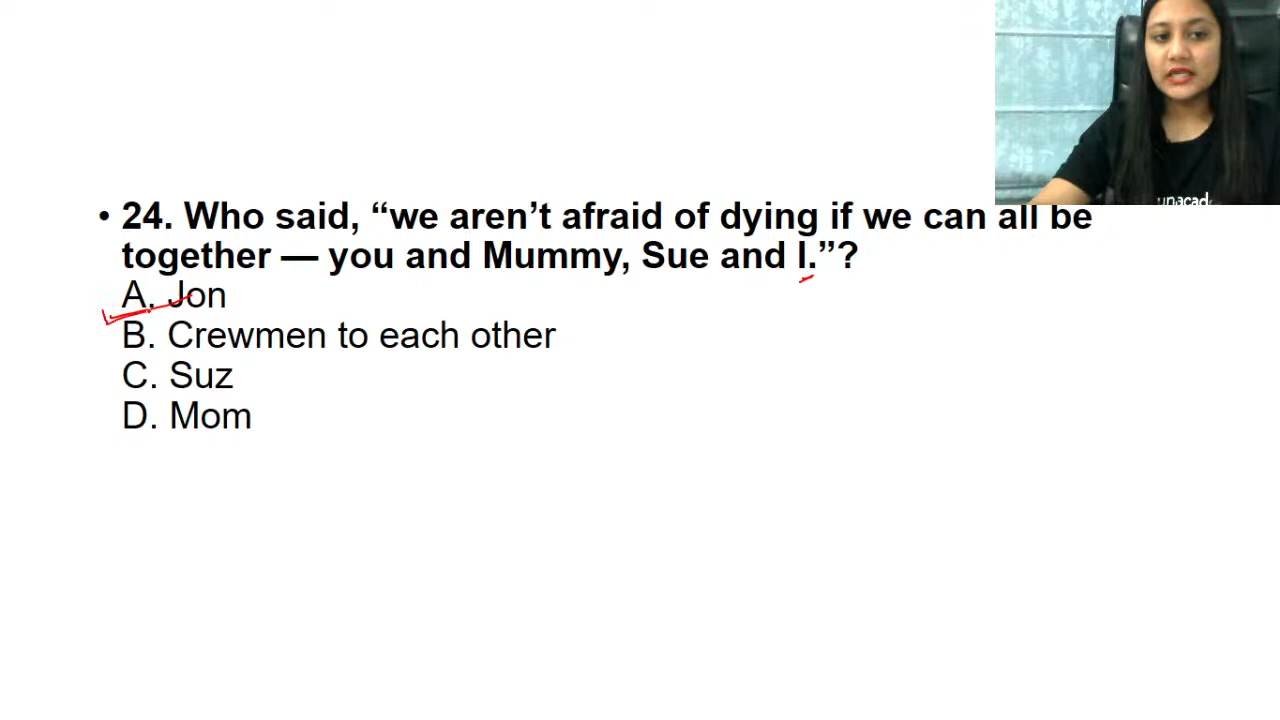 • 24. Who said, “we aren’t afraid of dying if we can all be
together — you and Mummy, Sue and I.”?
A. Jon
B. Crewmen to each other
C. Suz
D. Mom